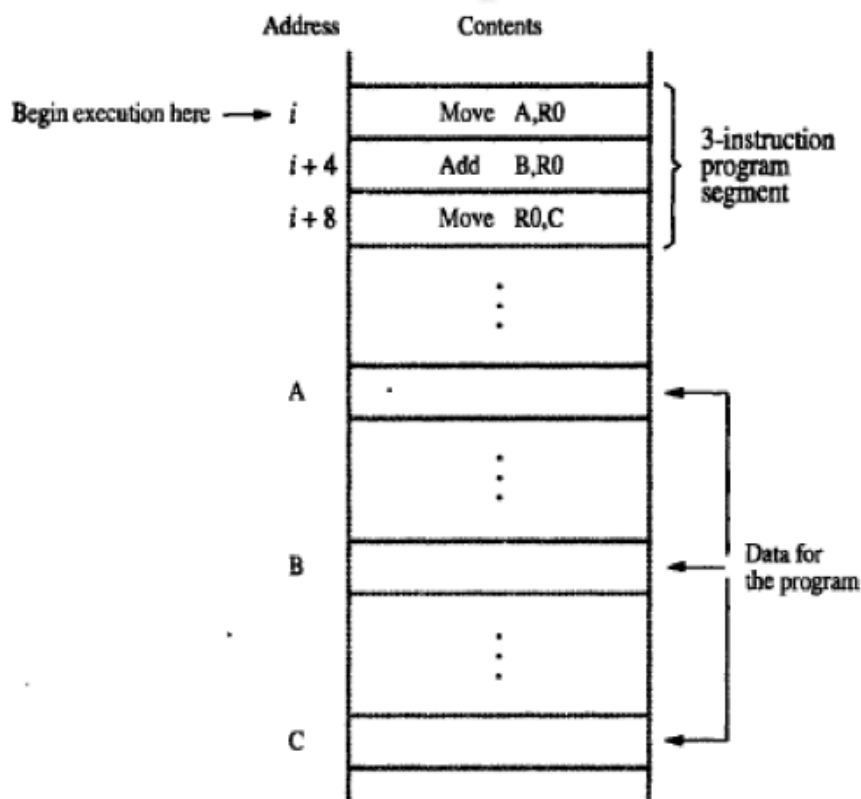 Address Contents
Begin execution here i Move A,R0
i + 4 Add B,R0
i + 8 Move R0,C
3-instruction
program
segment
A
B
Data for
the program
C